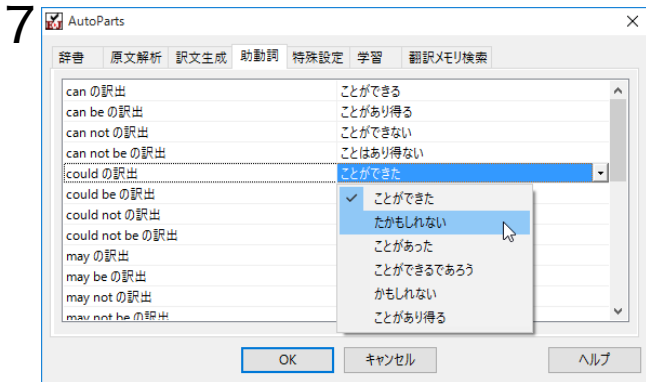 7
AutoParts
辞書 原文解析 訳文生成 助動詞 特殊設定 学習 翻訳メモリ検索
can の訳出 ことができる
can be の訳出 ことがあり得る
can not の訳出 ことができない
can not be の訳出 ことはあり得ない
could の訳出 ことができた
could be の訳出
could not の訳出
could not be の訳出
may の訳出
may be の訳出
may not の訳出
may not be の訳出
ことができた
たかもしれない
ことがあった
ことができるであろう
かもしれない
ことがあり得る
OK キャンセル ヘルプ